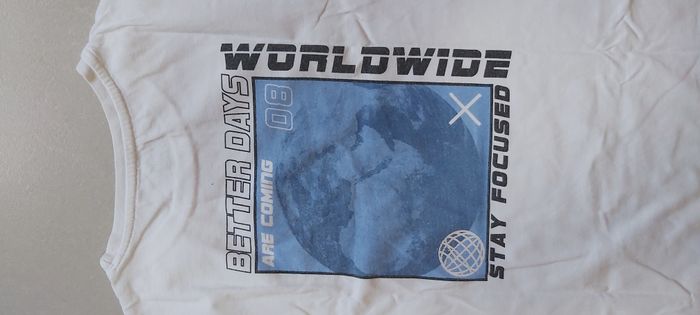 BETTER DAYS
ARE COMING
08
WORLDWIDE
STAY FOCUSED